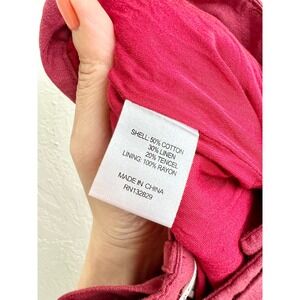 SHELL: 50% COTTON
30% LINEN
20% TENCEL
LINING: 100% RAYON
MADE IN CHINA
RN132829